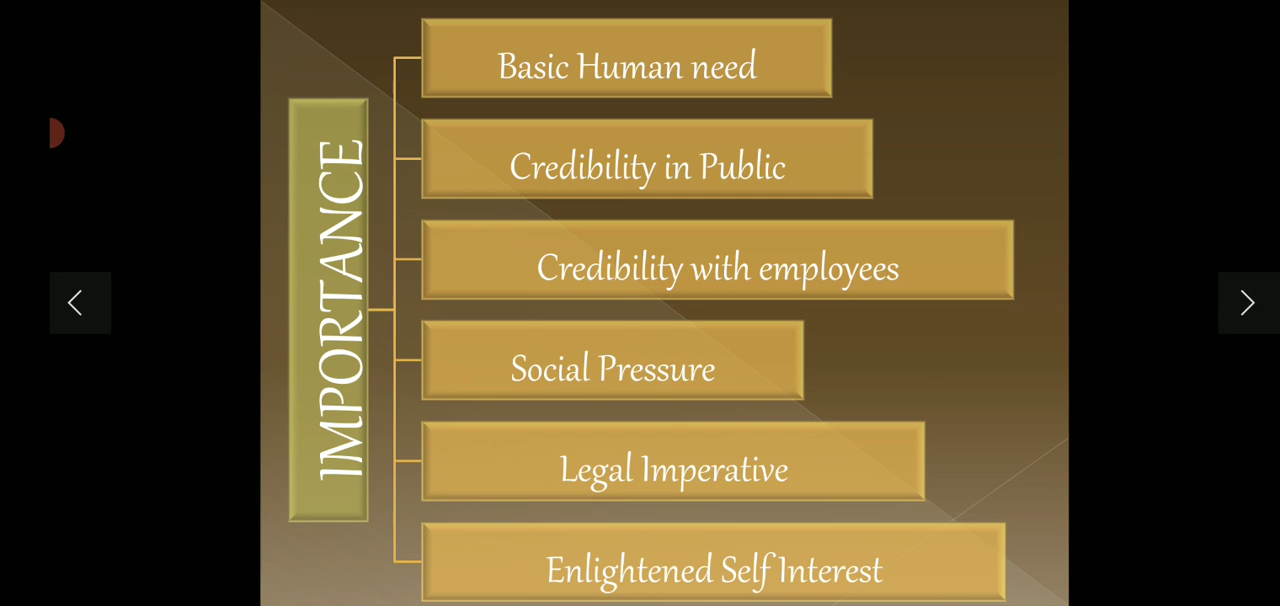 IMPORTANCE
Basic Human need
Credibility in Public
Credibility with employees
Social Pressure
Legal Imperative
Enlightened Self Interest